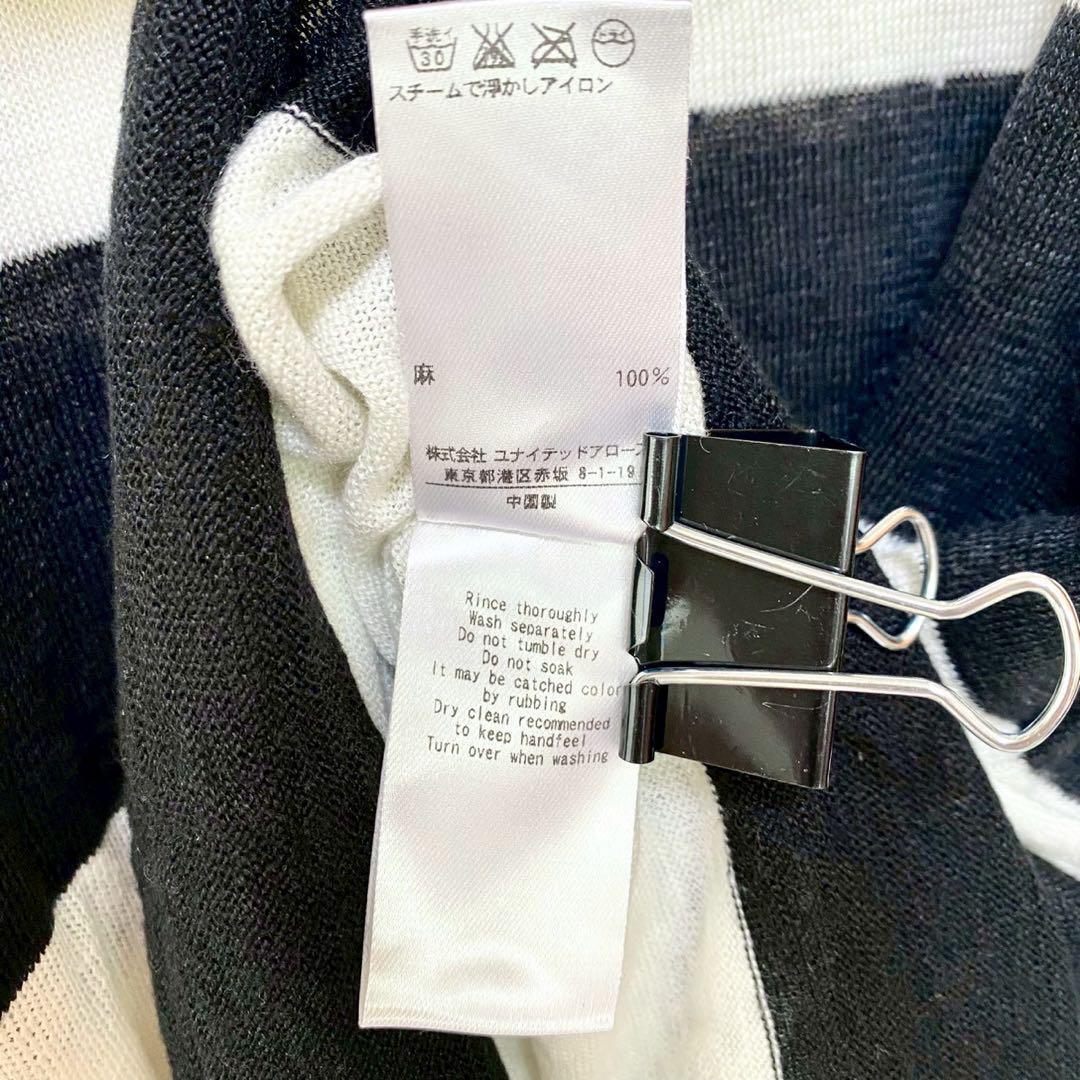 手洗イ
30
ドライ
スチームで浮かしアイロン
麻 100%
株式会社 ユナイテッドアローズ
東京都港区赤坂 8-1-19
中国製
Rince thoroughly
Wash separately
Do not tumble dry
Do not soak
It may be catched color
by rubbing
Dry clean recommended
to keep handfeel
Turn over when washing